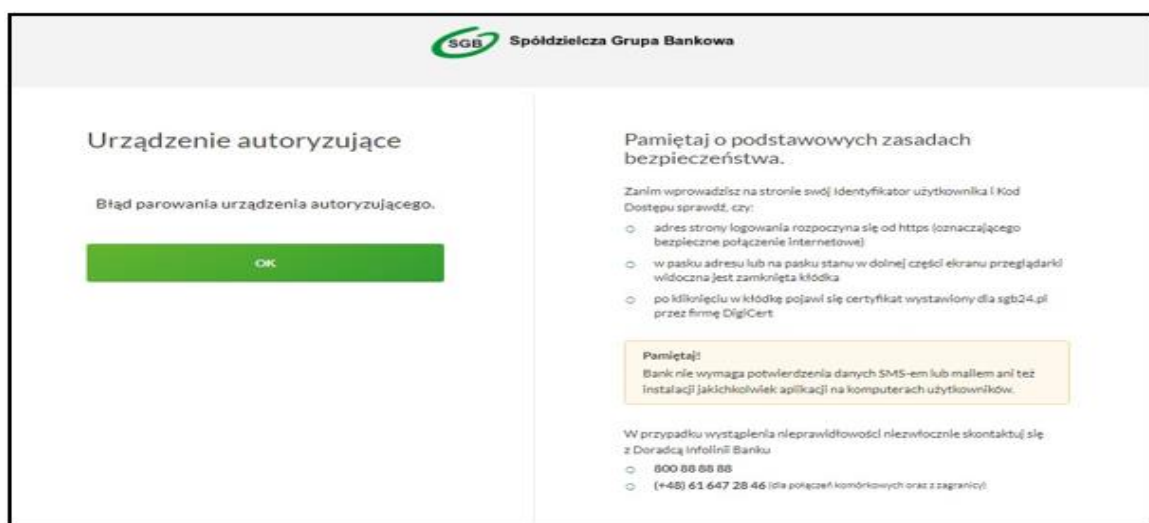 SGB Spółdzielcza Grupa Bankowa
Urządzenie autoryzujące
Błąd parowania urządzenia autoryzującego.
OK
Pamiętaj o podstawowych zasadach
bezpieczeństwa.
Zanim wprowadzisz na stronie swój Identyfikator użytkownika i Kod
Dostępu sprawdź, czy:
adres strony logowania rozpoczyna się od https (oznaczającego
bezpieczne połączenie internetowe)
w pasku adresu lub na pasku stanu w dolnej części ekranu przeglądarki
widoczna jest zamknięta kłódka
po kliknięciu w kłódkę pojawi się certyfikat wystawiony dla sgb24.pl
przez firmę DigiCert
Pamiętaj!
Bank nie wymaga potwierdzenia danych SMS-em lub mailem ani też
instalacji jakichkolwiek aplikacji na komputerach użytkowników.
W przypadku wystąpienia nieprawidłowości niezwłocznie skontaktuj się
z Doradcą Infolinii Banku
800 88 88 88
(+48) 61 647 28 46 (dla połączeń komórkowych oraz z zagranicy)